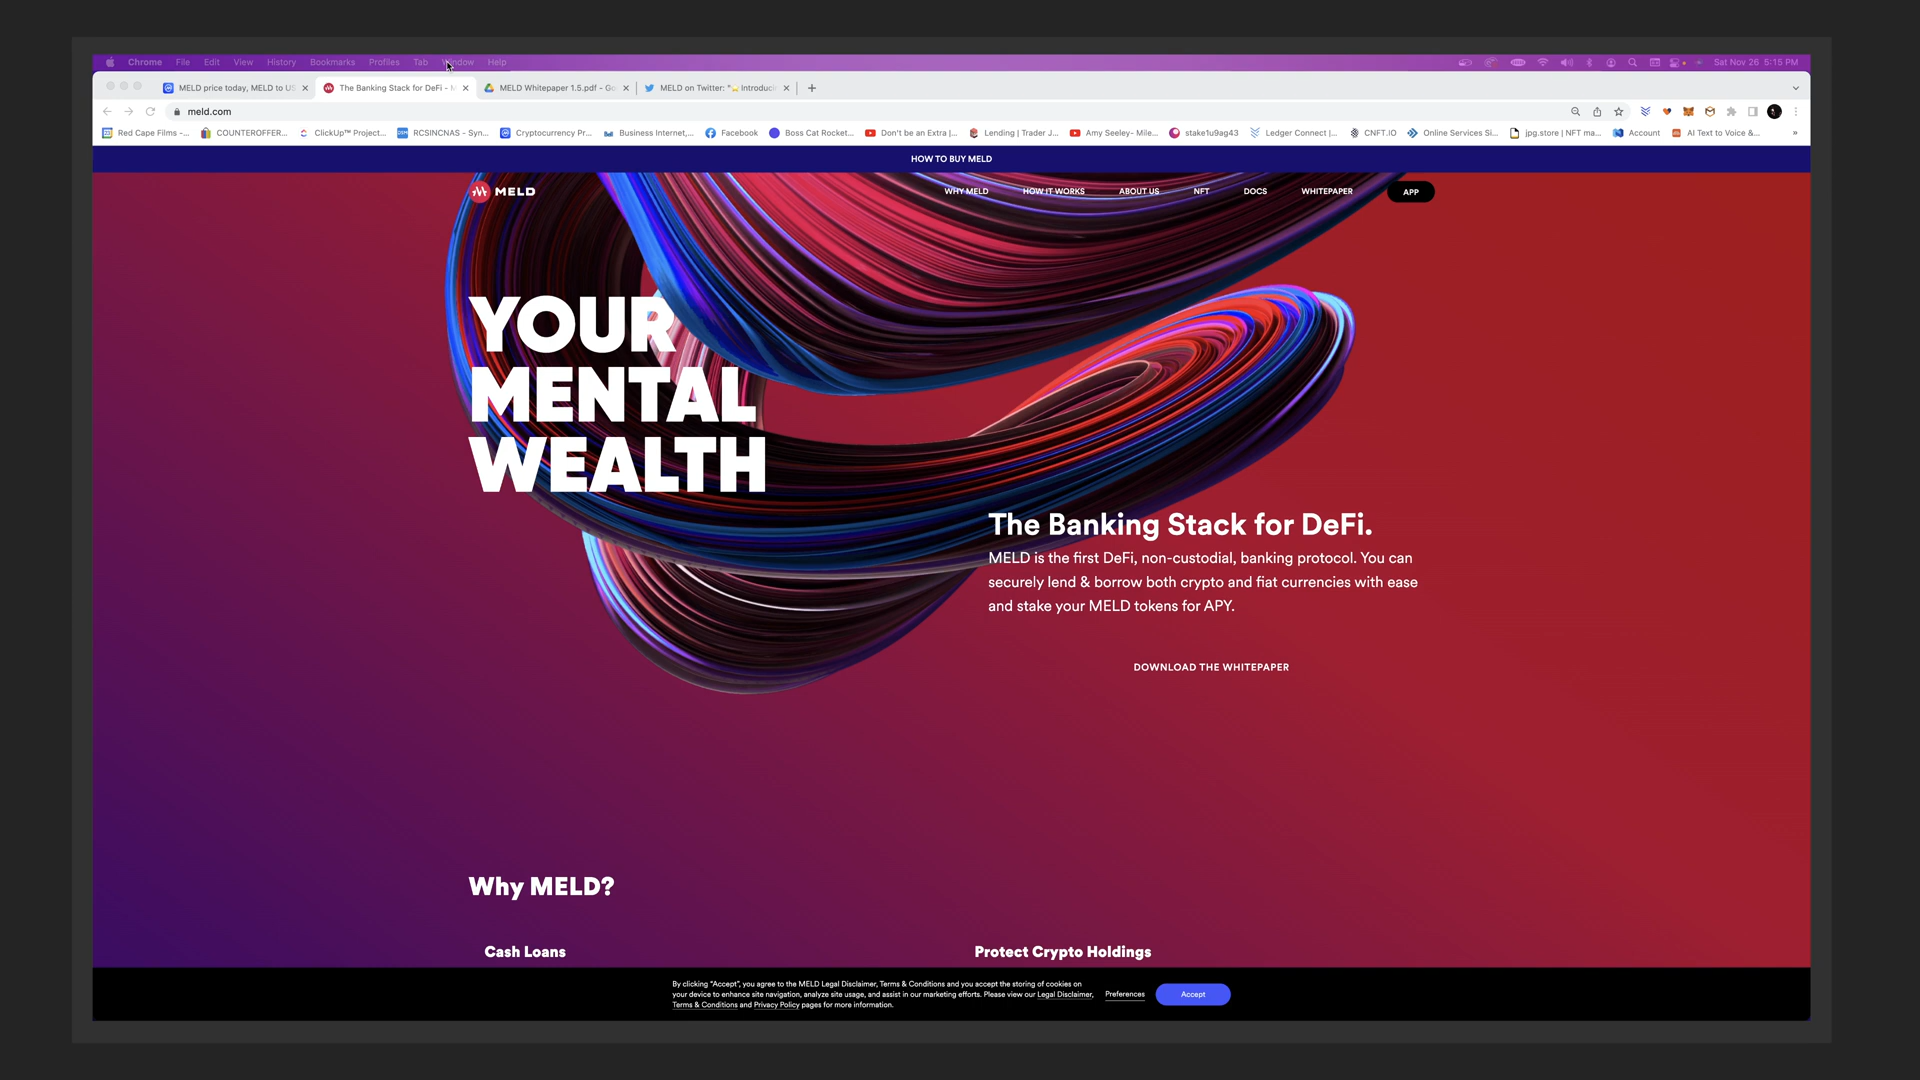 Chrome File Edit View History Bookmarks Profiles Tab Window Help
Sat Nov 26 5:15 PM
MELD price today, MELD to US
The Banking Stack for DeFi - M
MELD Whitepaper 1.5.pdf - Go
MELD on Twitter: "⭐ Introducin
meld.com
Red Cape Films -...
COUNTEROFFER...
ClickUp™ Project...
RCSINCNAS - Syn...
Cryptocurrency Pr...
Business Internet,...
Facebook
Boss Cat Rocket...
Don't be an Extra |...
Lending | Trader J...
Amy Seeley- Mile...
stake1u9ag43
Ledger Connect |...
CNFT.IO
Online Services Si...
jpg.store | NFT ma...
Account
AI Text to Voice &...
»
HOW TO BUY MELD
MELD
WHY MELD
HOW IT WORKS
ABOUT US
NFT
DOCS
WHITEPAPER
APP
YOUR
MENTAL
WEALTH
The Banking Stack for DeFi.
MELD is the first DeFi, non-custodial, banking protocol. You can
securely lend & borrow both crypto and fiat currencies with ease
and stake your MELD tokens for APY.
DOWNLOAD THE WHITEPAPER
Why MELD?
Cash Loans
Protect Crypto Holdings
By clicking “Accept”, you agree to the MELD Legal Disclaimer, Terms & Conditions and you accept the storing of cookies on
your device to enhance site navigation, analyze site usage, and assist in our marketing efforts. Please view our Legal Disclaimer,
Terms & Conditions and Privacy Policy pages for more information.
Preferences
Accept